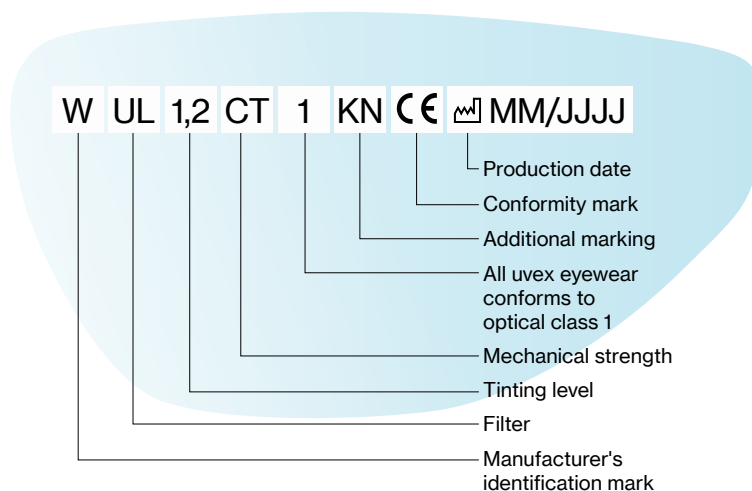 W UL 1,2 CT 1 KN CE MM/JJJJ
Production date
Conformity mark
Additional marking
All uvex eyewear
conforms to
optical class 1
Mechanical strength
Tinting level
Filter
Manufacturer's
identification mark